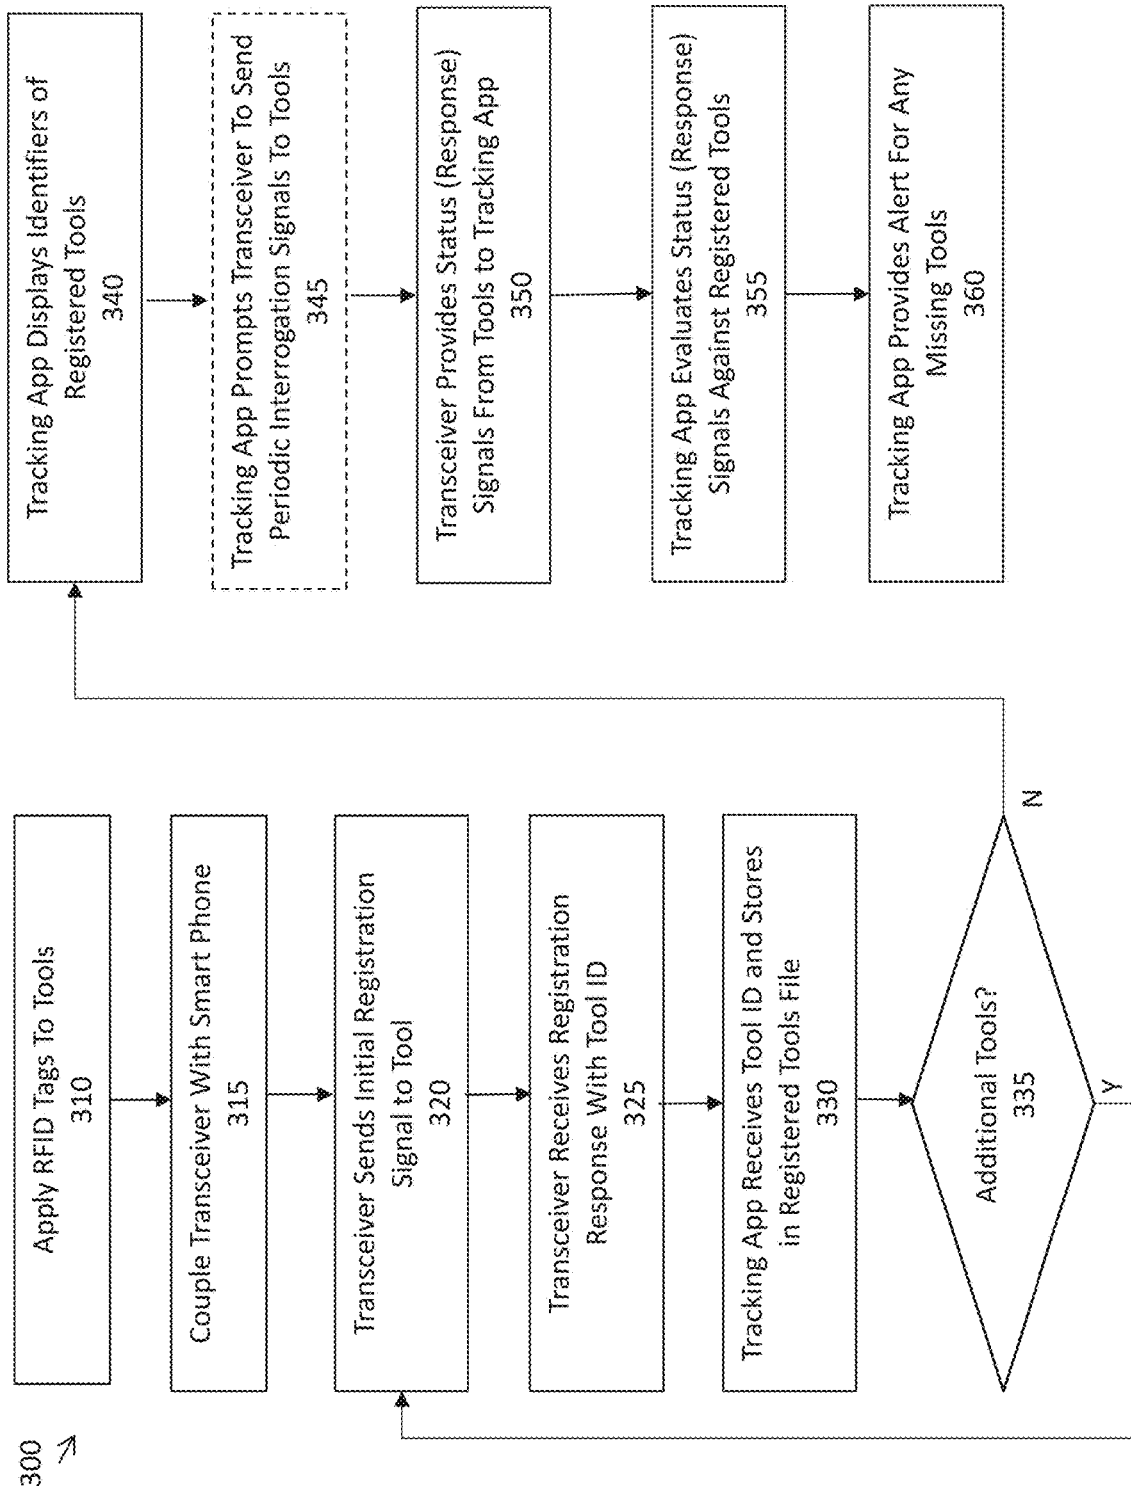 300
Apply RFID Tags To Tools
310
Couple Transceiver With Smart Phone
315
Transceiver Sends Initial Registration
Signal to Tool
320
Transceiver Receives Registration
Response With Tool ID
325
Tracking App Receives Tool ID and Stores
in Registered Tools File
330
Additional Tools?
335
Y
N
Tracking App Displays Identifiers of
Registered Tools
340
Tracking App Prompts Transceiver To Send
Periodic Interrogation Signals To Tools
345
Transceiver Provides Status (Response)
Signals From Tools to Tracking App
350
Tracking App Evaluates Status (Response)
Signals Against Registered Tools
355
Tracking App Provides Alert For Any
Missing Tools
360